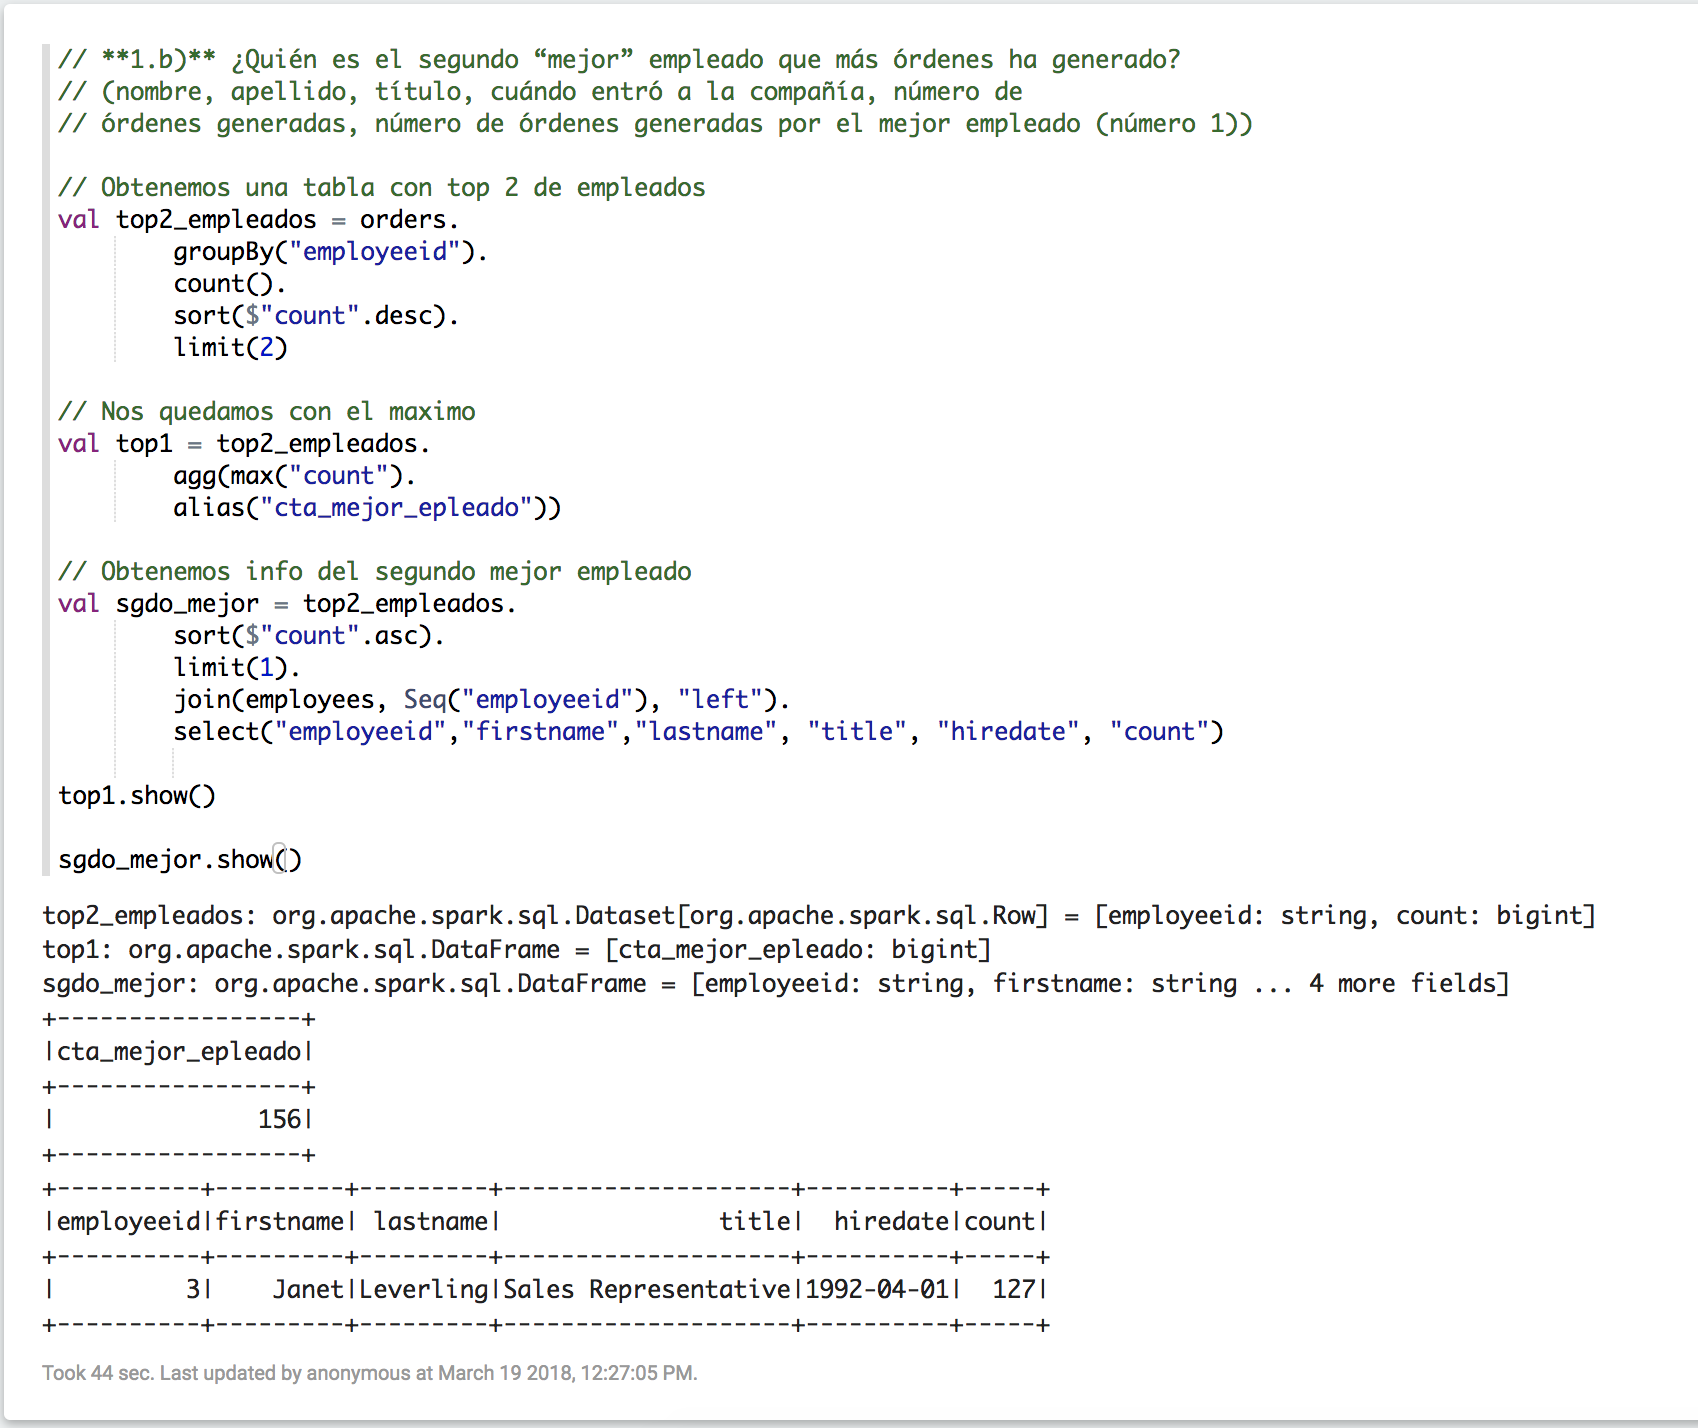 // **1.b)** ¿Quién es el segundo “mejor” empleado que más órdenes ha generado?
// (nombre, apellido, título, cuándo entró a la compañía, número de
// órdenes generadas, número de órdenes generadas por el mejor empleado (número 1))
// Obtenemos una tabla con top 2 de empleados
val top2_empleados = orders.
groupBy("employeeid").
count().
sort($"count".desc).
limit(2)
// Nos quedamos con el maximo
val top1 = top2_empleados.
agg(max("count").
alias("cta_mejor_epleado"))
// Obtenemos info del segundo mejor empleado
val sgdo_mejor = top2_empleados.
sort($"count".asc).
limit(1).
join(employees, Seq("employeeid"), "left").
select("employeeid","firstname","lastname", "title", "hiredate", "count")
top1.show()
sgdo_mejor.show()
top2_empleados: org.apache.spark.sql.Dataset[org.apache.spark.sql.Row] = [employeeid: string, count: bigint]
top1: org.apache.spark.sql.DataFrame = [cta_mejor_epleado: bigint]
sgdo_mejor: org.apache.spark.sql.DataFrame = [employeeid: string, firstname: string ... 4 more fields]
+-----------------+
|cta_mejor_epleado|
+-----------------+
|              156|
+-----------------+
+----------+---------+---------+--------------------+----------+-----+
|employeeid|firstname| lastname|               title|  hiredate|count|
+----------+---------+---------+--------------------+----------+-----+
|         3|    Janet|Leverling|Sales Representative|1992-04-01|  127|
+----------+---------+---------+--------------------+----------+-----+
Took 44 sec. Last updated by anonymous at March 19 2018, 12:27:05 PM.